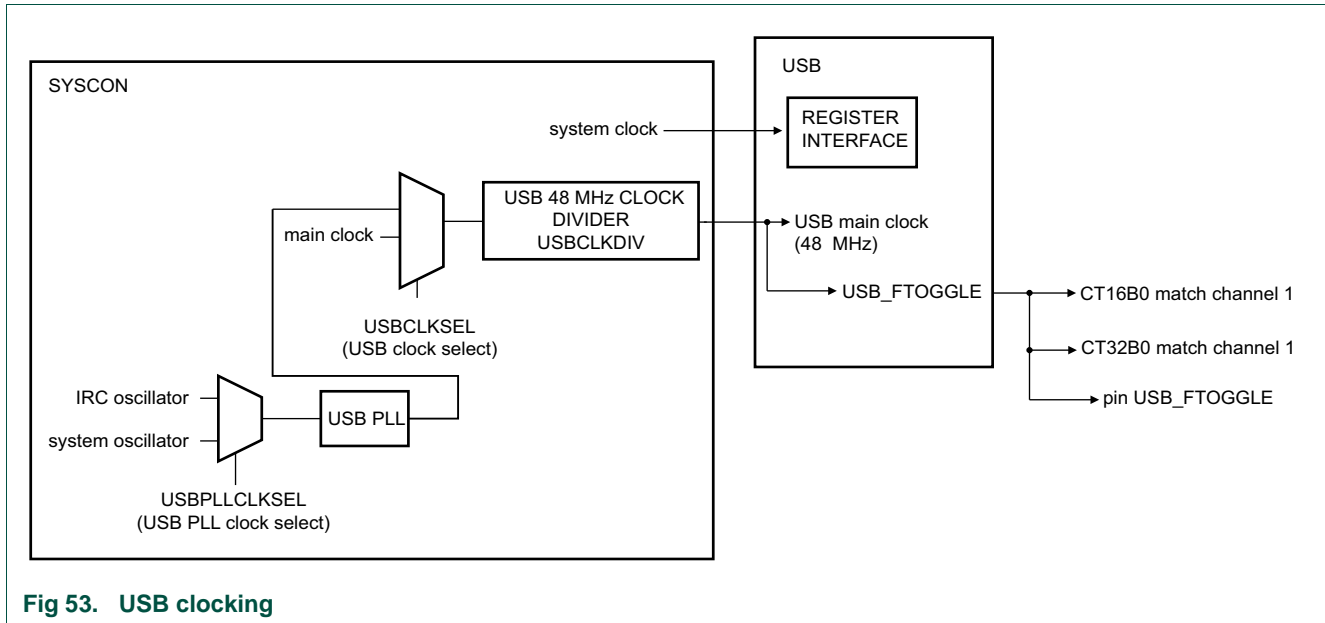 SYSCON
USB
REGISTER
INTERFACE
system clock
USB 48 MHz CLOCK
DIVIDER
USBCLKDIV
main clock
USB main clock
(48 MHz)
USB_FTOGGLE
CT16B0 match channel 1
USBCLKSEL
(USB clock select)
CT32B0 match channel 1
IRC oscillator
USB PLL
pin USB_FTOGGLE
system oscillator
USBPLLCLKSEL
(USB PLL clock select)
Fig 53. USB clocking